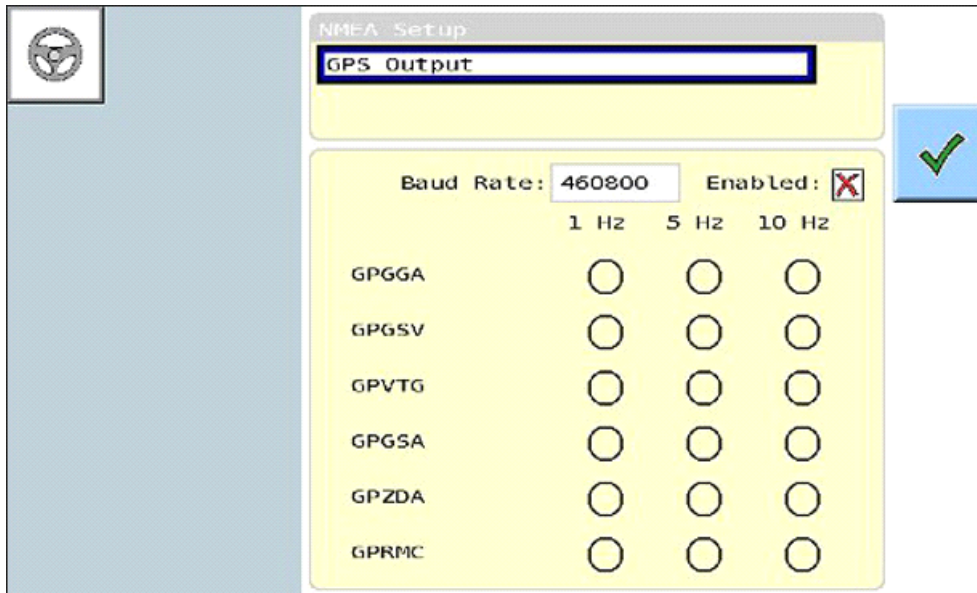 NMEA Setup
GPS Output
Baud Rate: 460800 Enabled:
1 Hz 5 Hz 10 Hz
GPGGA
GPGSV
GPVTG
GPGSA
GPZDA
GPRMC